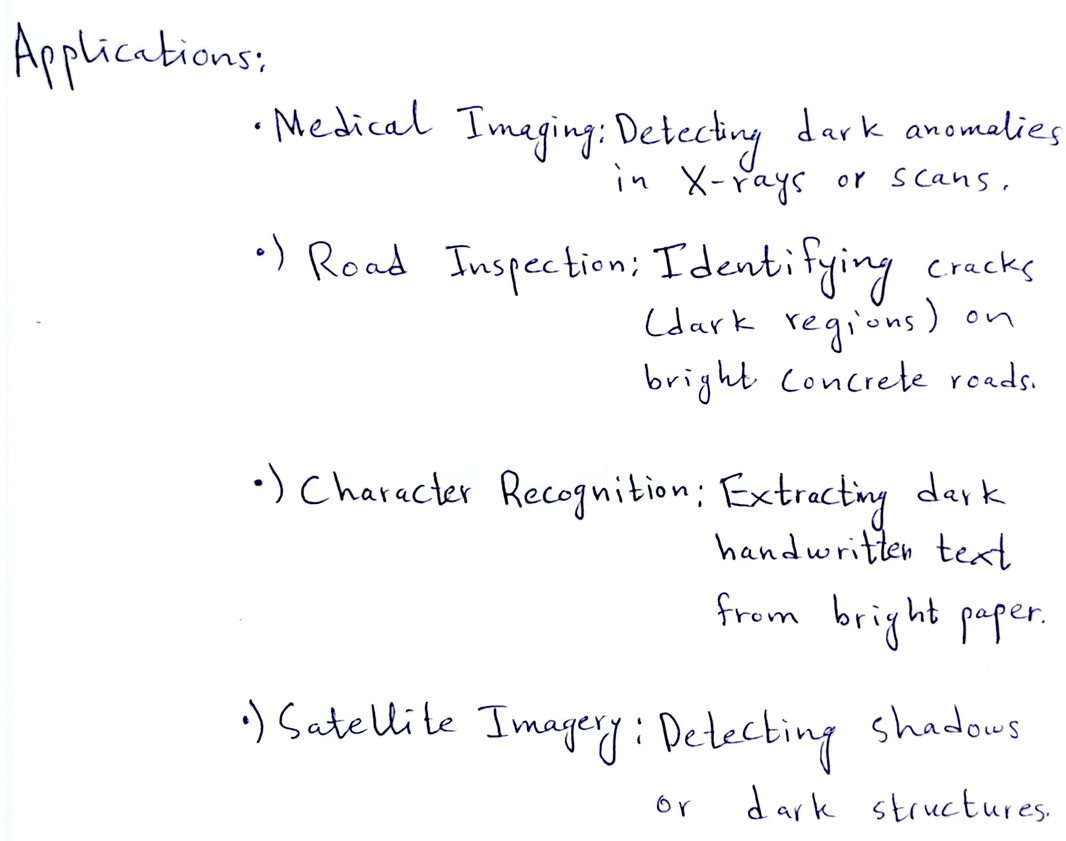 Applications:
• Medical Imaging: Detecting dark anomalies
in X-rays or scans.
•) Road Inspection: Identifying cracks
(dark regions) on
bright concrete roads.
•) Character Recognition: Extracting dark
handwritten text
from bright paper.
•) Satellite Imagery: Detecting shadows
or dark structures.